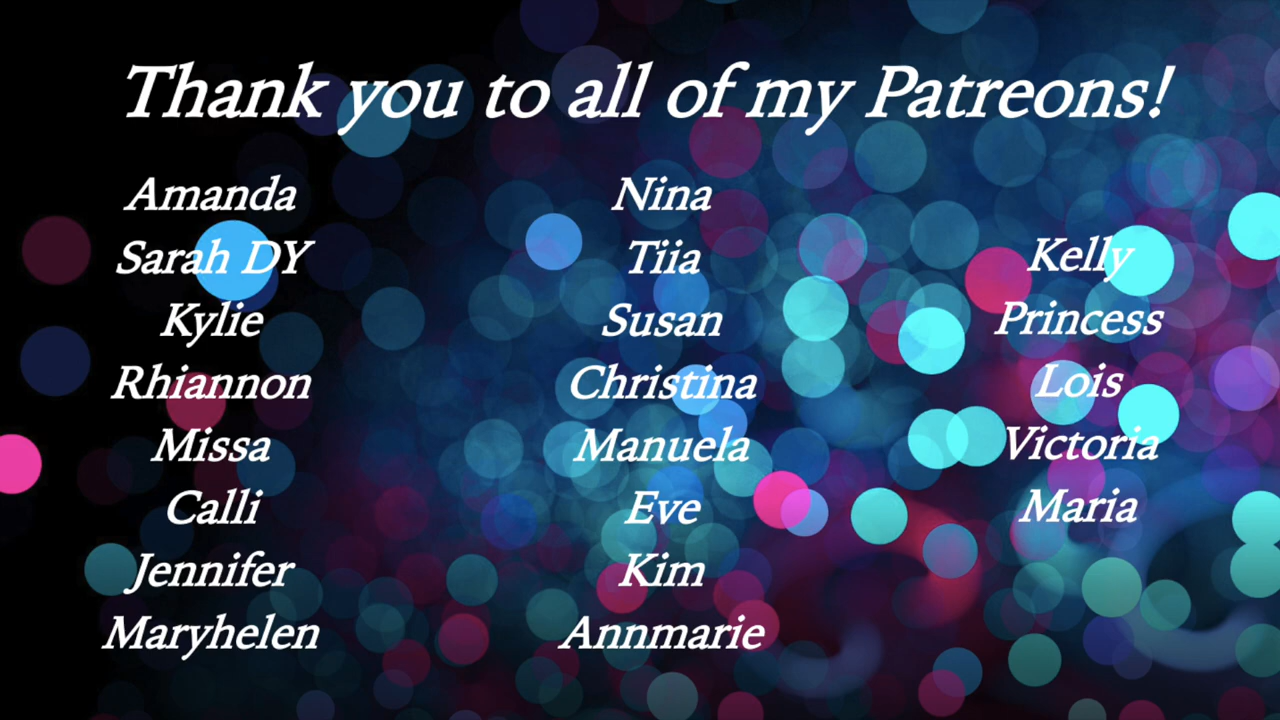 Thank you to all of my Patreons!
Amanda
Sarah DY
Kylie
Rhiannon
Missa
Calli
Jennifer
Maryhelen
Nina
Tiia
Susan
Christina
Manuela
Eve
Kim
Annmarie
Kelly
Princess
Lois
Victoria
Maria